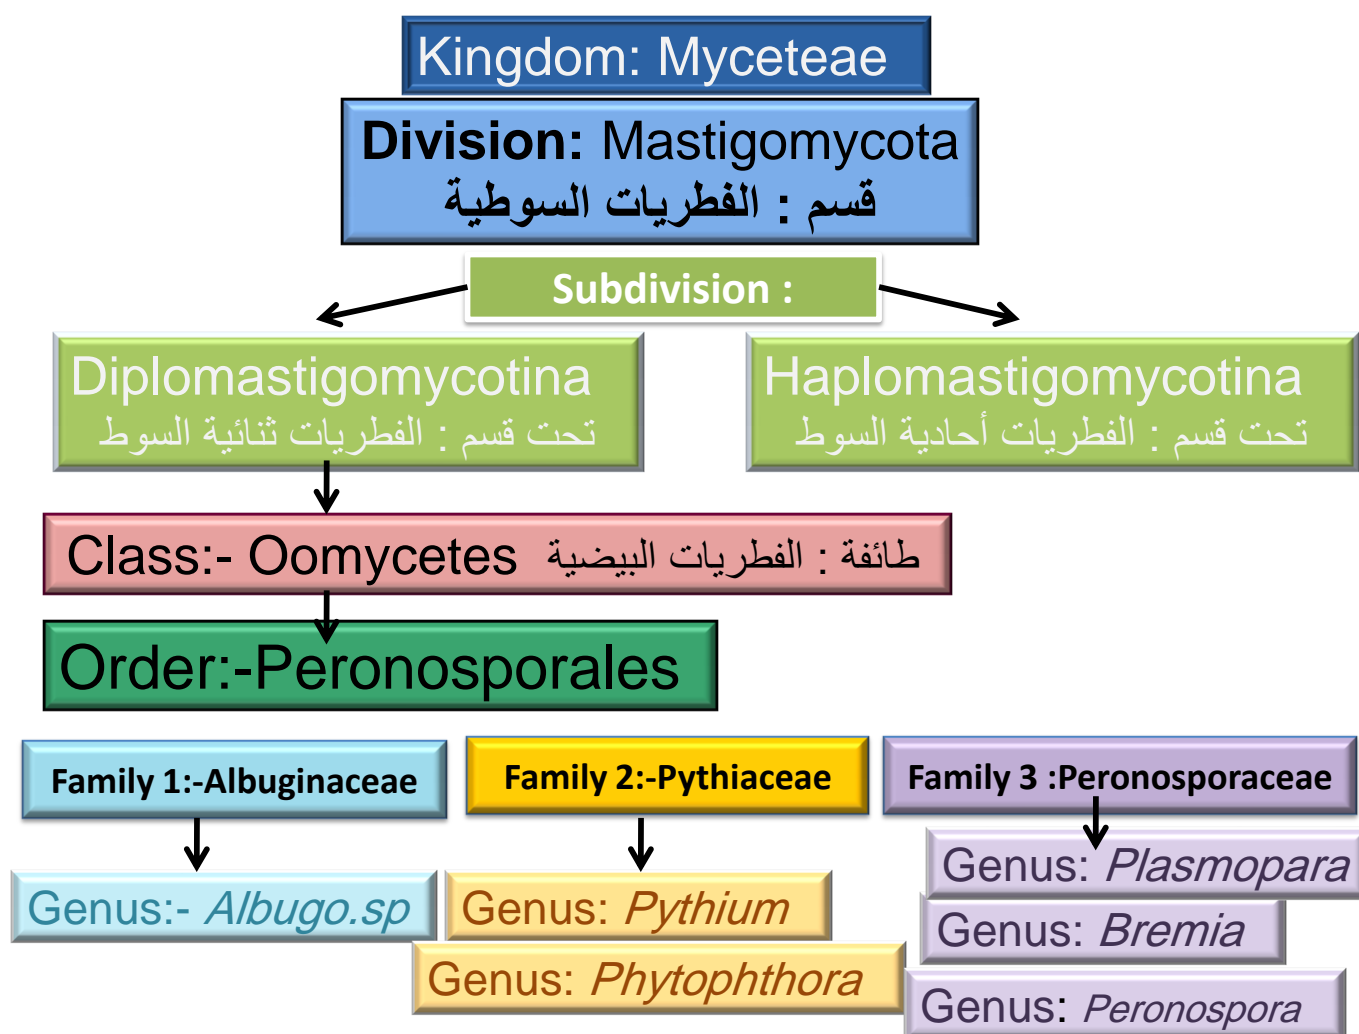 Kingdom: Myceteae
Division: Mastigomycota
قسم : الفطريات السوطية
Subdivision :
Diplomastigomycotina
تحت قسم : الفطريات ثنائية السوط
Haplomastigomycotina
تحت قسم : الفطريات أحادية السوط
Class:- Oomycetes طائفة : الفطريات البيضية
Order:-Peronosporales
Family 1:-Albuginaceae
Genus:- Albugo.sp
Family 2:-Pythiaceae
Genus: Pythium
Genus: Phytophthora
Family 3 :Peronosporaceae
Genus: Plasmopara
Genus: Bremia
Genus: Peronospora